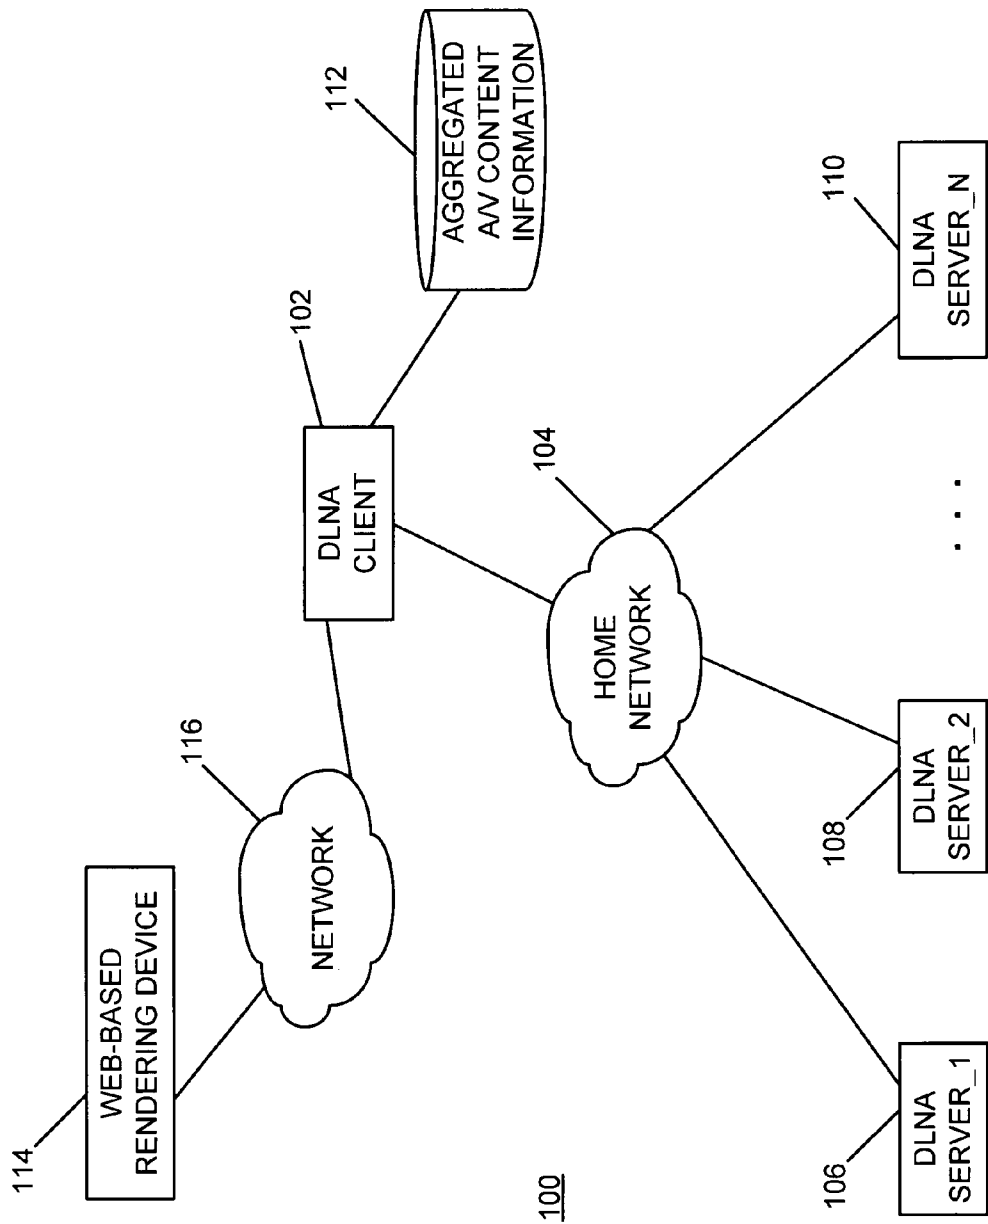 114
WEB-BASED
RENDERING DEVICE
116
NETWORK
102
DLNA
CLIENT
112
AGGREGATED
A/V CONTENT
INFORMATION
100
104
HOME
NETWORK
106
DLNA
SERVER_1
108
DLNA
SERVER_2
. . .
110
DLNA
SERVER_N